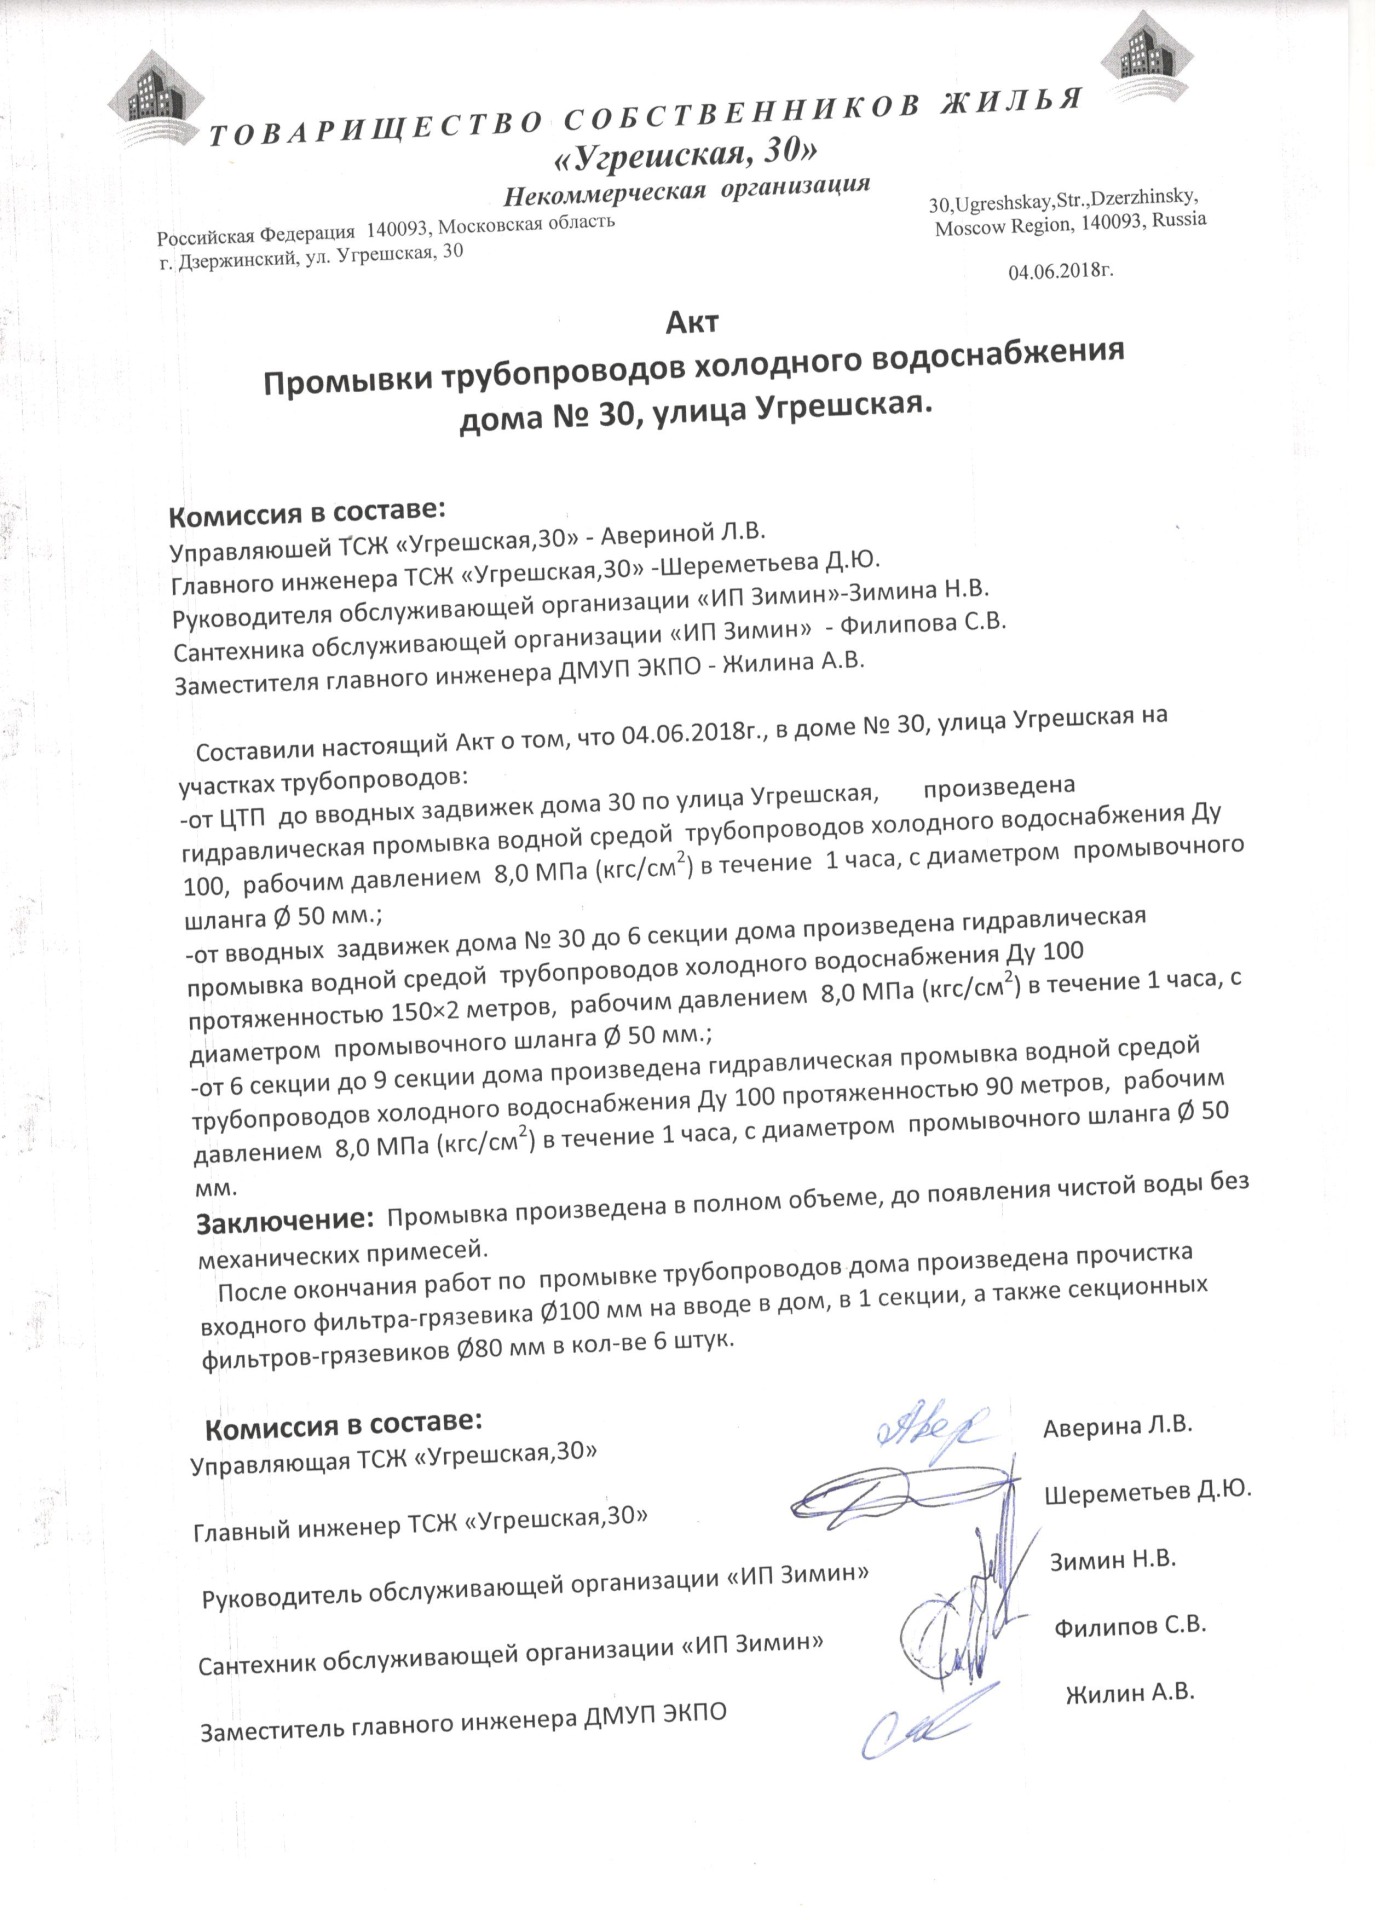 ТОВАРИЩЕСТВО СОБСТВЕННИКОВ ЖИЛЬЯ
«Угрешская, 30»
Некоммерческая организация
Российская Федерация 140093, Московская область
г. Дзержинский, ул. Угрешская, 30
30,Ugreshskay,Str.,Dzerzhinsky,
Moscow Region, 140093, Russia
04.06.2018г.
Акт
Промывки трубопроводов холодного водоснабжения
дома № 30, улица Угрешская.
Комиссия в составе:
Управляюшей ТСЖ «Угрешская,30» - Авериной Л.В.
Главного инженера ТСЖ «Угрешская,30» -Шереметьева Д.Ю.
Руководителя обслуживающей организации «ИП Зимин»-Зимина Н.В.
Сантехника обслуживающей организации «ИП Зимин» - Филипова С.В.
Заместителя главного инженера ДМУП ЭКПО - Жилина А.В.
Составили настоящий Акт о том, что 04.06.2018г., в доме № 30, улица Угрешская на
участках трубопроводов:
-от ЦТП до вводных задвижек дома 30 по улица Угрешская, произведена
гидравлическая промывка водной средой трубопроводов холодного водоснабжения Ду
100, рабочим давлением 8,0 МПа (кгс/см²) в течение 1 часа, с диаметром промывочного
шланга Ø 50 мм.;
-от вводных задвижек дома № 30 до 6 секции дома произведена гидравлическая
промывка водной средой трубопроводов холодного водоснабжения Ду 100
протяженностью 150×2 метров, рабочим давлением 8,0 МПа (кгс/см²) в течение 1 часа, с
диаметром промывочного шланга Ø 50 мм.;
-от 6 секции до 9 секции дома произведена гидравлическая промывка водной средой
трубопроводов холодного водоснабжения Ду 100 протяженностью 90 метров, рабочим
давлением 8,0 МПа (кгс/см²) в течение 1 часа, с диаметром промывочного шланга Ø 50
мм.
Заключение: Промывка произведена в полном объеме, до появления чистой воды без
механических примесей.
После окончания работ по промывке трубопроводов дома произведена прочистка
входного фильтра-грязевика Ø100 мм на вводе в дом, в 1 секции, а также секционных
фильтров-грязевиков Ø80 мм в кол-ве 6 штук.
Комиссия в составе:
Управляющая ТСЖ «Угрешская,30» Авер Аверина Л.В.
Главный инженер ТСЖ «Угрешская,30» Шереметьев Д.Ю.
Руководитель обслуживающей организации «ИП Зимин» Зимин Н.В.
Сантехник обслуживающей организации «ИП Зимин» Филипов С.В.
Заместитель главного инженера ДМУП ЭКПО Жилин А.В.